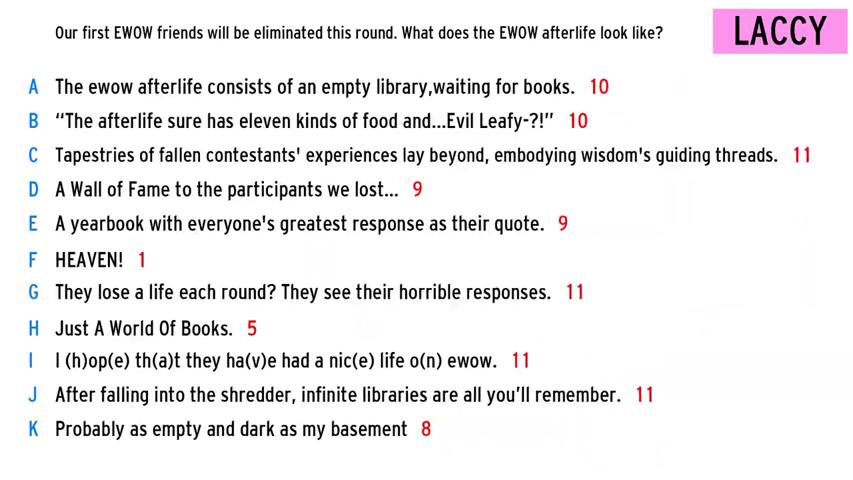 Our first EWOW friends will be eliminated this round. What does the EWOW afterlife look like?
LACCY
A The ewow afterlife consists of an empty library,waiting for books. 10
B “The afterlife sure has eleven kinds of food and...Evil Leafy-?!” 10
C Tapestries of fallen contestants' experiences lay beyond, embodying wisdom's guiding threads. 11
D A Wall of Fame to the participants we lost... 9
E A yearbook with everyone's greatest response as their quote. 9
F HEAVEN! 1
G They lose a life each round? They see their horrible responses. 11
H Just A World Of Books. 5
I I (h)op(e) th(a)t they ha(v)e had a nic(e) life o(n) ewow. 11
J After falling into the shredder, infinite libraries are all you’ll remember. 11
K Probably as empty and dark as my basement 8